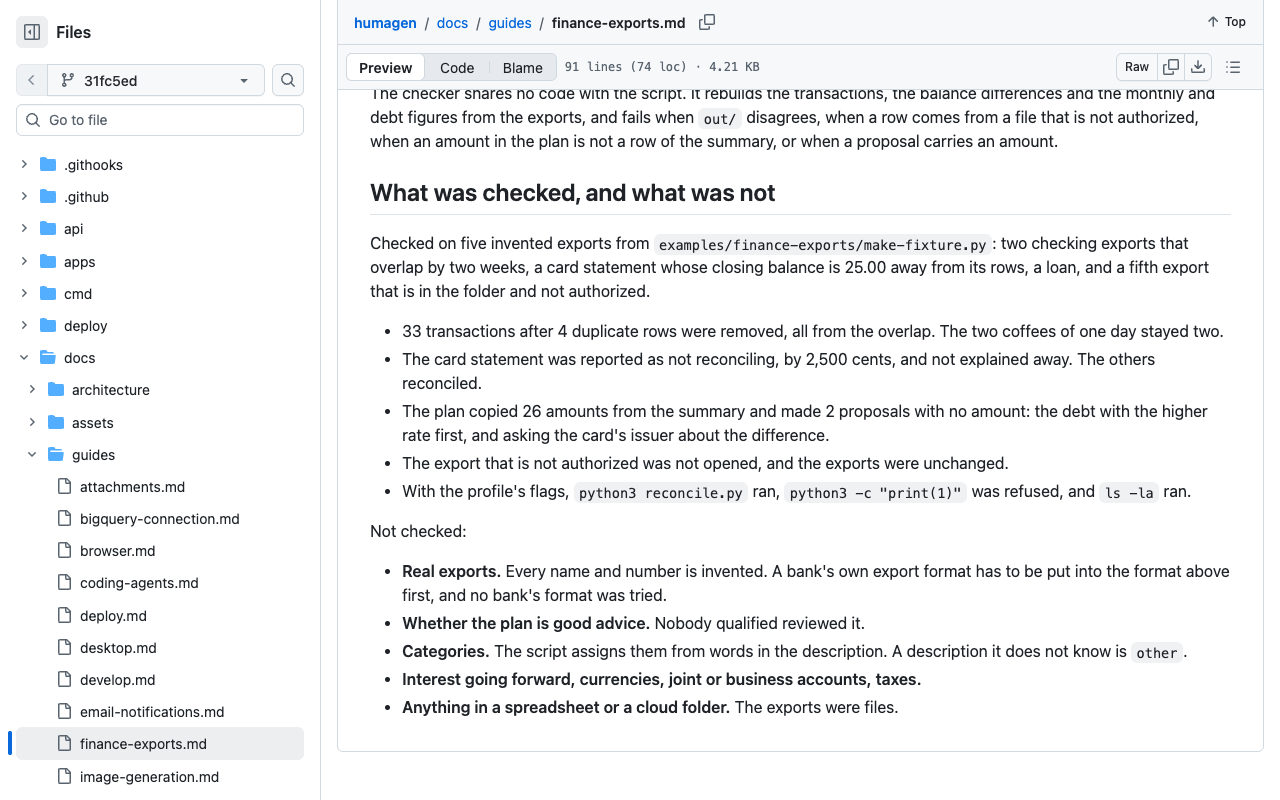 Files
31fc5ed
Go to file
.githooks
.github
api
apps
cmd
deploy
docs
architecture
assets
guides
attachments.md
bigquery-connection.md
browser.md
coding-agents.md
deploy.md
desktop.md
develop.md
email-notifications.md
finance-exports.md
image-generation.md
humagen / docs / guides / finance-exports.md
Top
Preview Code Blame 91 lines (74 loc) · 4.21 KB
Raw
The checker shares no code with the script. It rebuilds the transactions, the balance differences and the monthly and
debt figures from the exports, and fails when out/ disagrees, when a row comes from a file that is not authorized,
when an amount in the plan is not a row of the summary, or when a proposal carries an amount.
What was checked, and what was not
Checked on five invented exports from examples/finance-exports/make-fixture.py: two checking exports that
overlap by two weeks, a card statement whose closing balance is 25.00 away from its rows, a loan, and a fifth export
that is in the folder and not authorized.
• 33 transactions after 4 duplicate rows were removed, all from the overlap. The two coffees of one day stayed two.
• The card statement was reported as not reconciling, by 2,500 cents, and not explained away. The others
reconciled.
• The plan copied 26 amounts from the summary and made 2 proposals with no amount: the debt with the higher
rate first, and asking the card's issuer about the difference.
• The export that is not authorized was not opened, and the exports were unchanged.
• With the profile's flags, python3 reconcile.py ran, python3 -c "print(1)" was refused, and ls -la ran.
Not checked:
• Real exports. Every name and number is invented. A bank's own export format has to be put into the format above
first, and no bank's format was tried.
• Whether the plan is good advice. Nobody qualified reviewed it.
• Categories. The script assigns them from words in the description. A description it does not know is other.
• Interest going forward, currencies, joint or business accounts, taxes.
• Anything in a spreadsheet or a cloud folder. The exports were files.